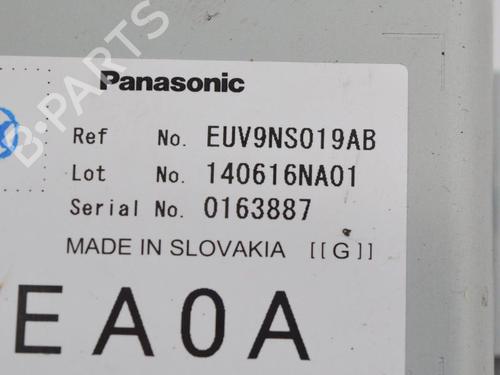 Panasonic
Ref No. EUV9NS019AB
Lot No. 140616NA01
Serial No. 0163887
MADE IN SLOVAKIA [[G]]
EA0A
B-PARTS